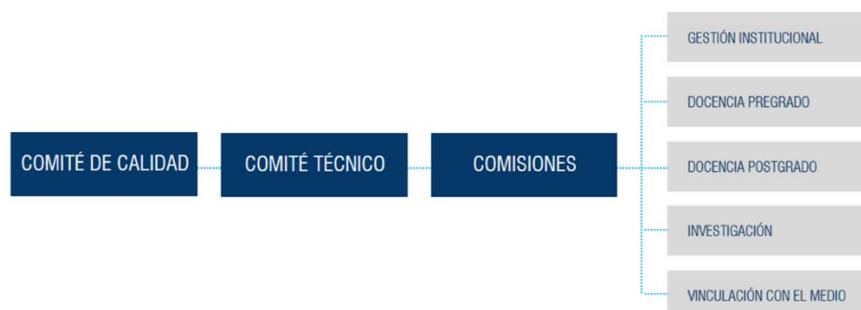 COMITÉ DE CALIDAD
COMITÉ TÉCNICO
COMISIONES
GESTIÓN INSTITUCIONAL
DOCENCIA PREGRADO
DOCENCIA POSTGRADO
INVESTIGACIÓN
VINCULACIÓN CON EL MEDIO